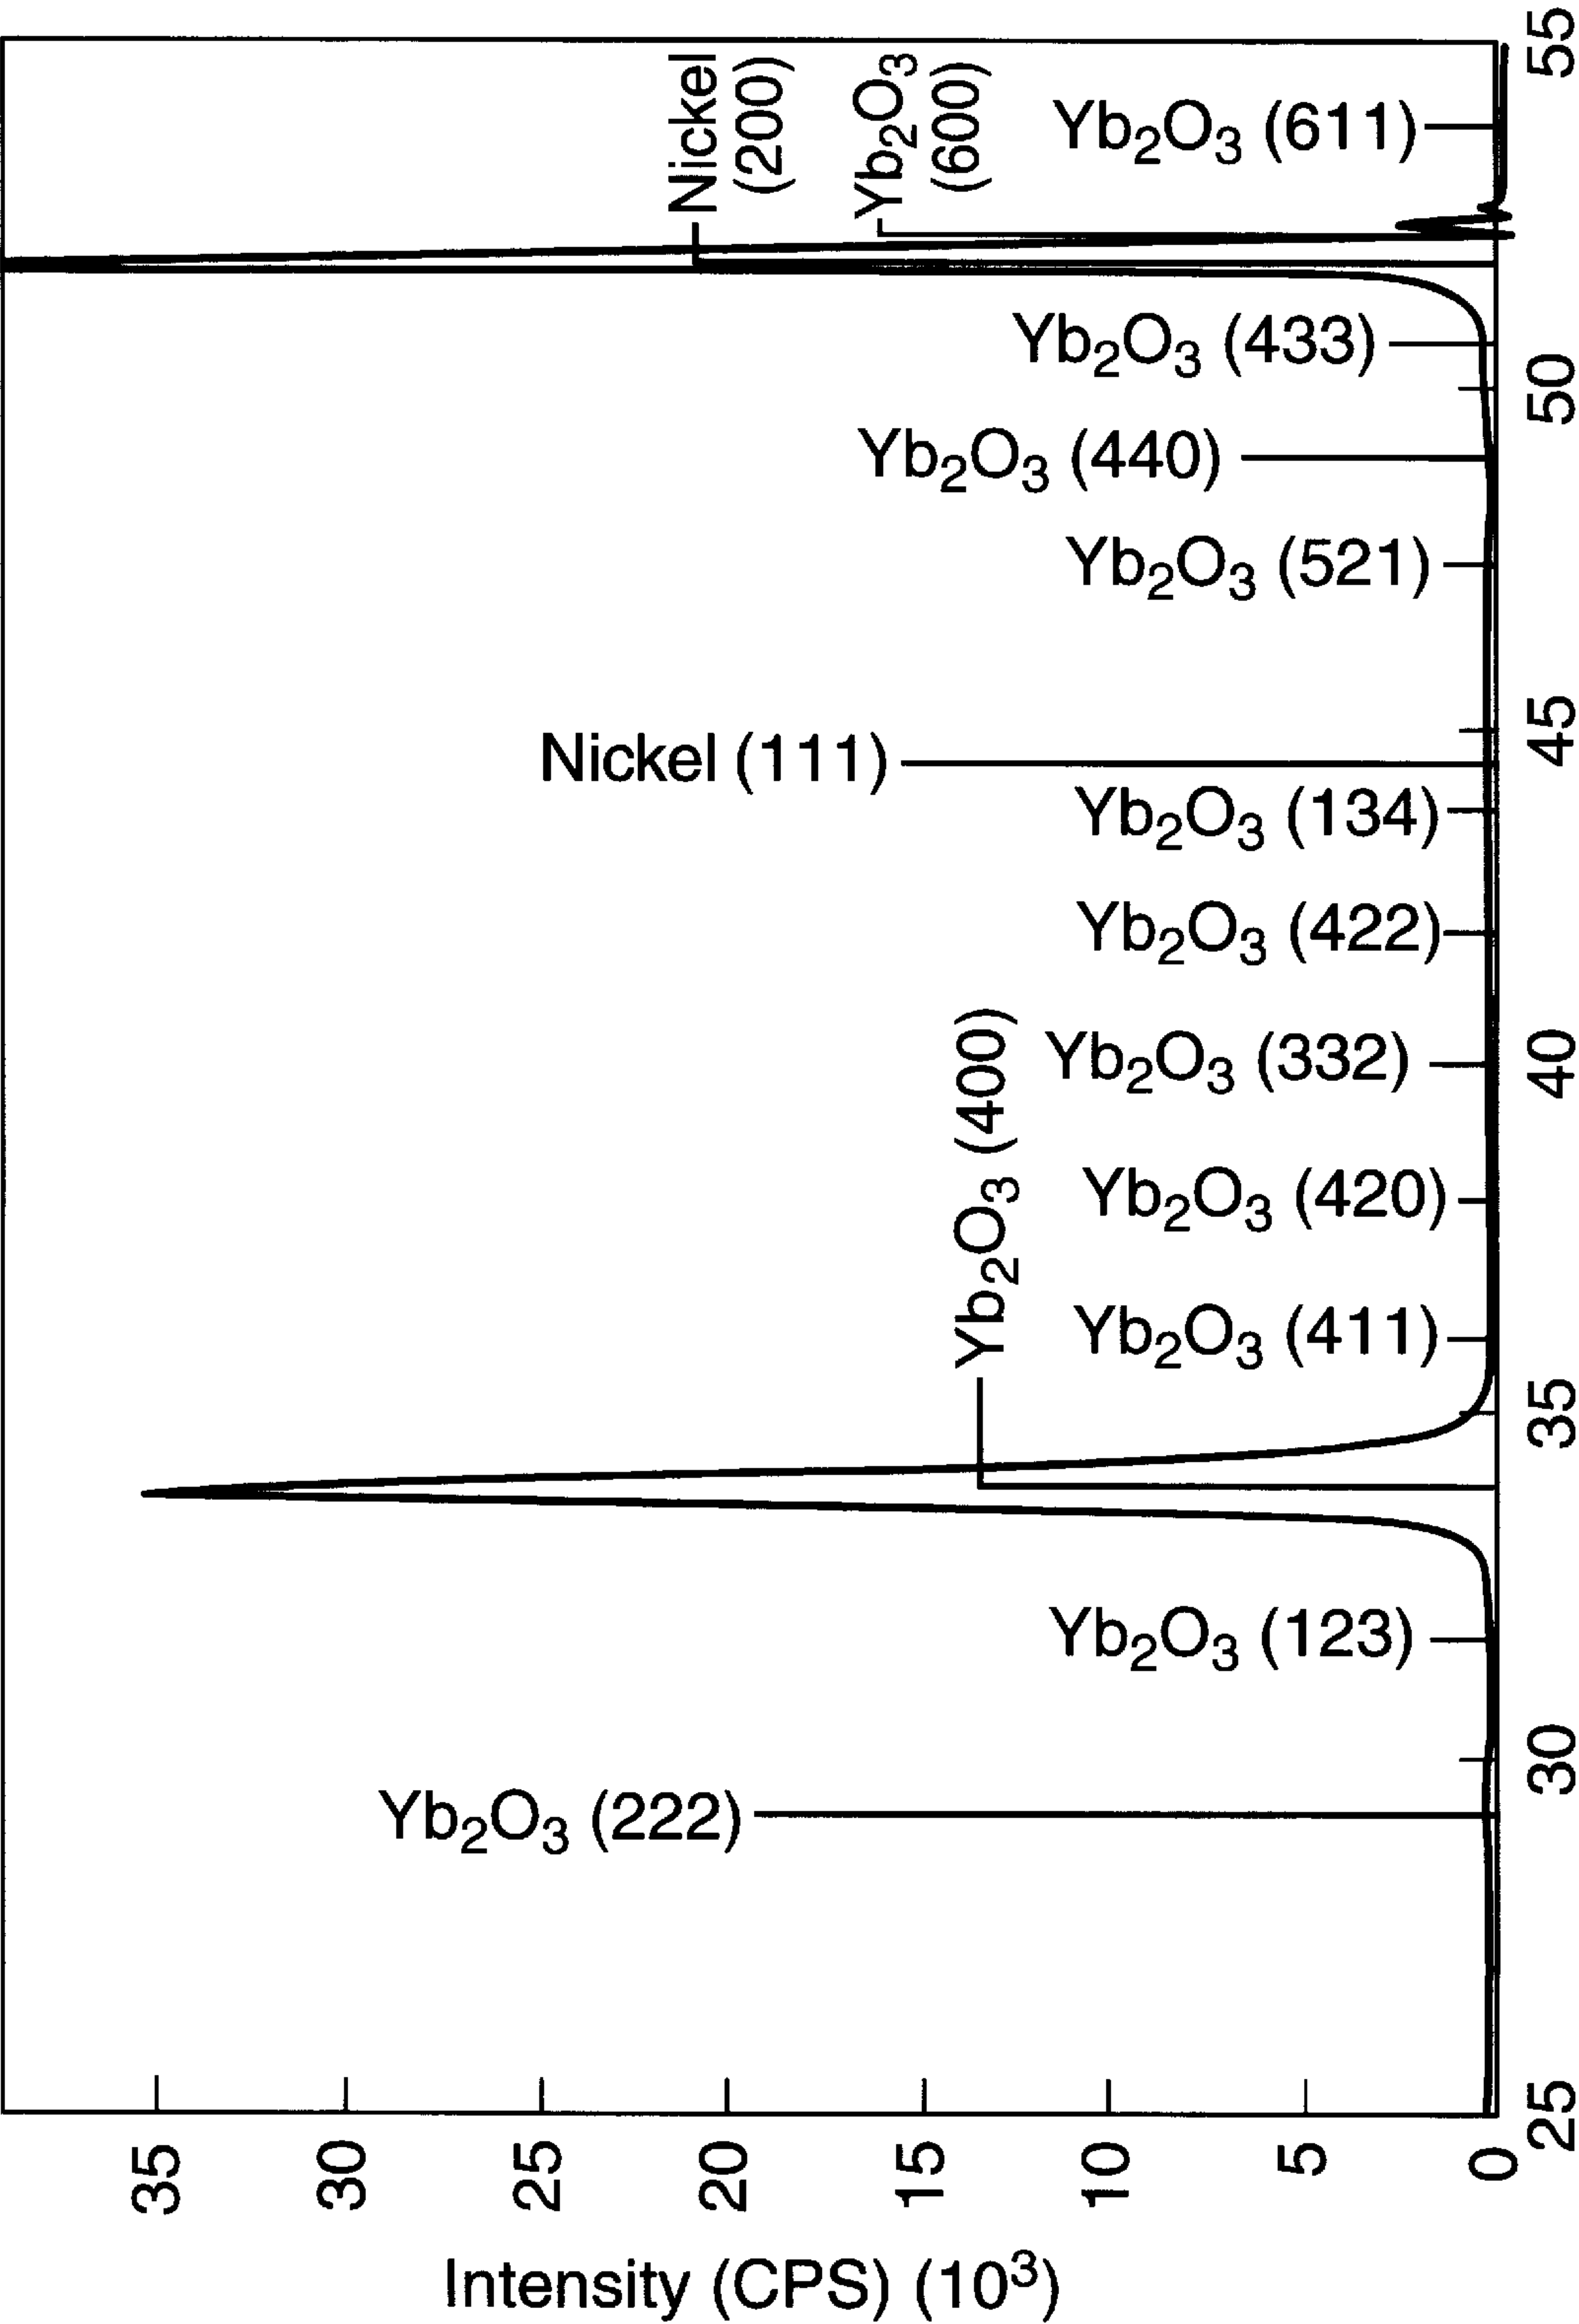 Intensity (CPS) (10³)
35
30
25
20
15
10
5
0
25
30
35
40
45
50
55
Yb₂O₃ (222)
Yb₂O₃ (123)
Yb₂O₃ (400)
Yb₂O₃ (411)
Yb₂O₃ (420)
Yb₂O₃ (332)
Yb₂O₃ (422)
Yb₂O₃ (134)
Nickel (111)
Yb₂O₃ (521)
Yb₂O₃ (440)
Yb₂O₃ (433)
Nickel
(200)
Yb₂O₃
(600)
Yb₂O₃ (611)